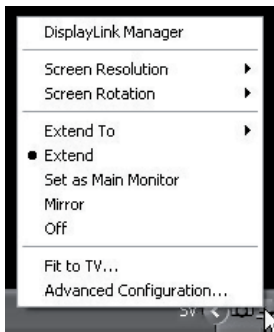 DisplayLink Manager
Screen Resolution
Screen Rotation
Extend To
Extend
Set as Main Monitor
Mirror
Off
Fit to TV...
Advanced Configuration...
SV